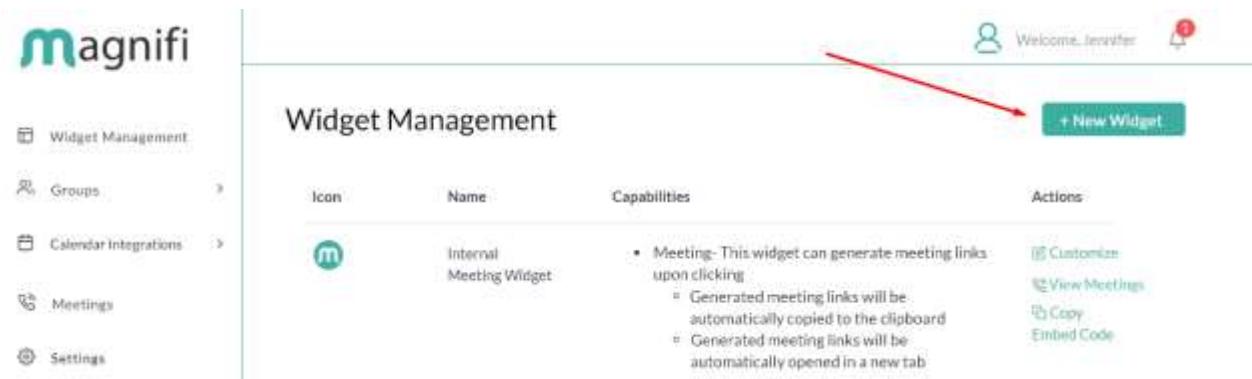 magnifi
Welcome, Jennifer
Widget Management
+ New Widget
Widget Management
Groups
Calendar Integrations
Meetings
Settings
Icon Name Capabilities Actions
m
Internal
Meeting Widget
• Meeting- This widget can generate meeting links
upon clicking
▫ Generated meeting links will be
automatically copied to the clipboard
▫ Generated meeting links will be
automatically opened in a new tab
Customize
View Meetings
Copy
Embed Code